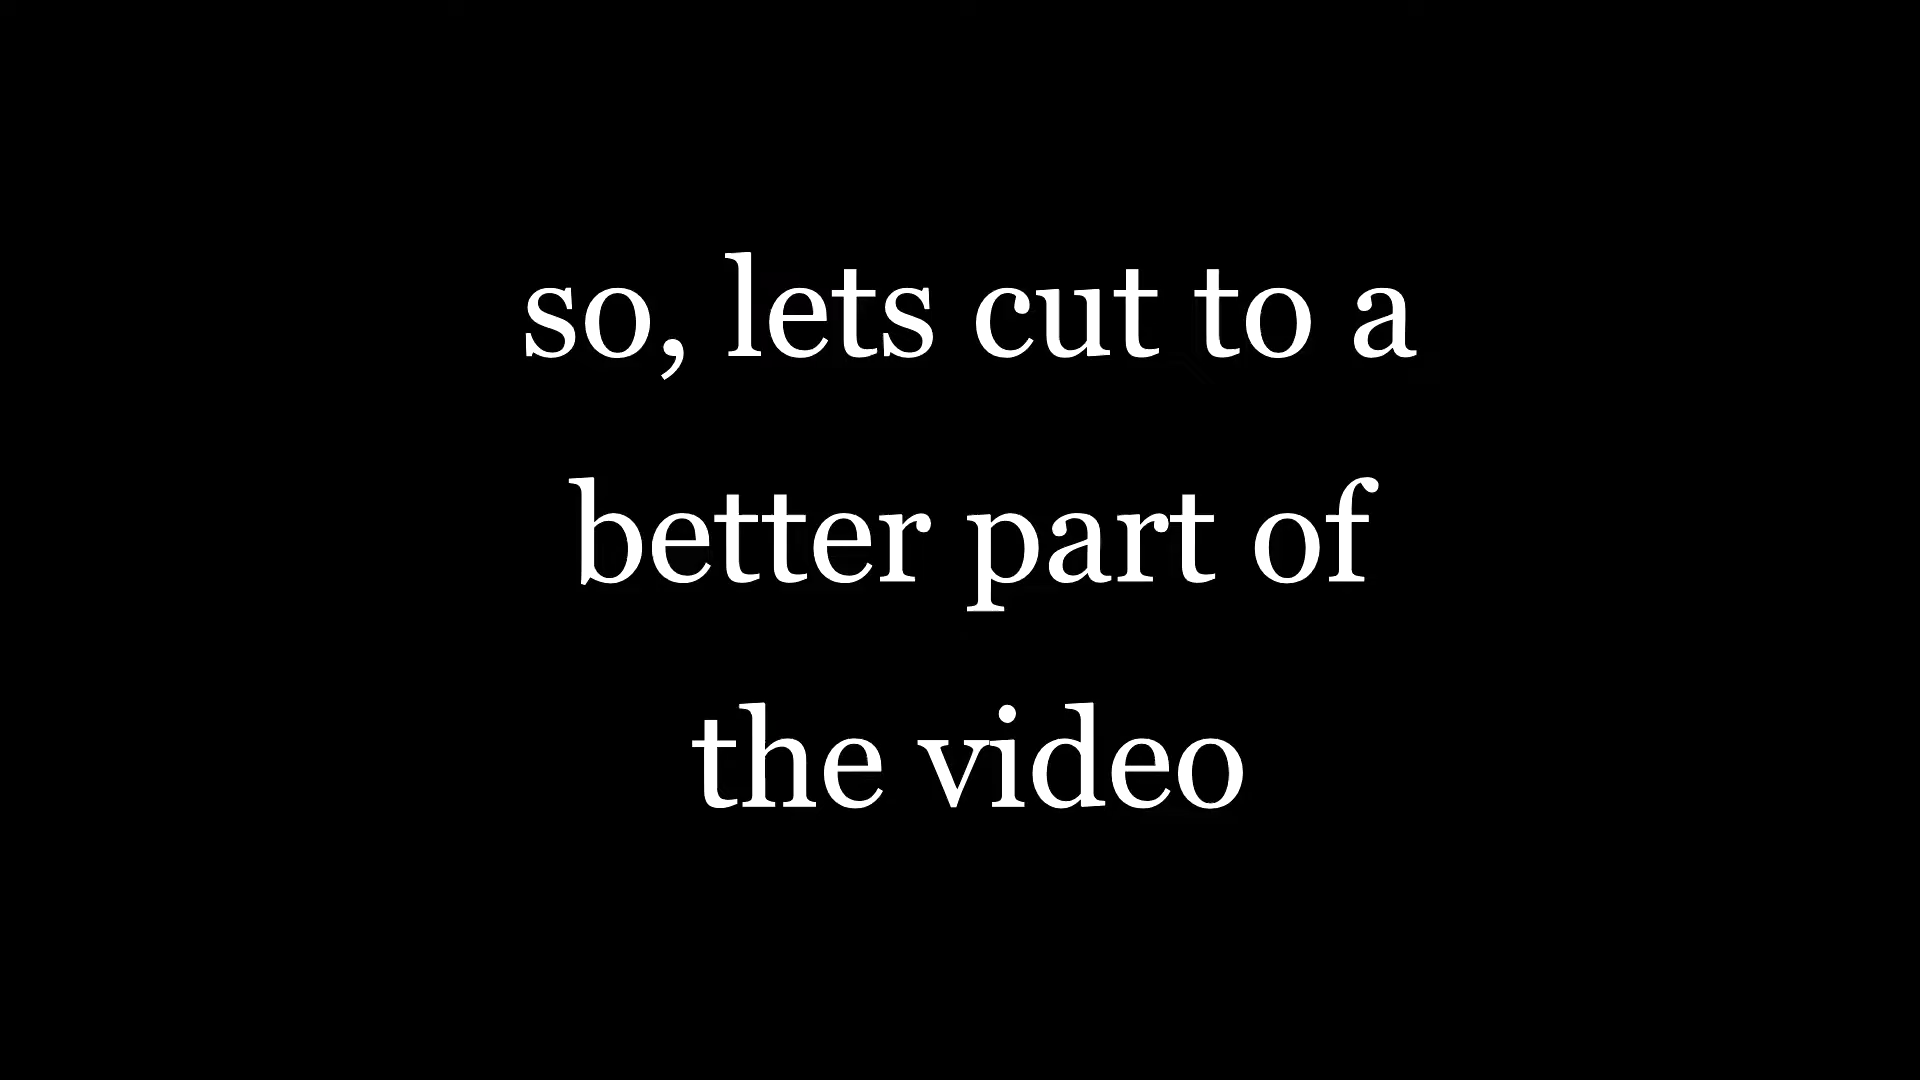 so, lets cut to a
better part of
the video